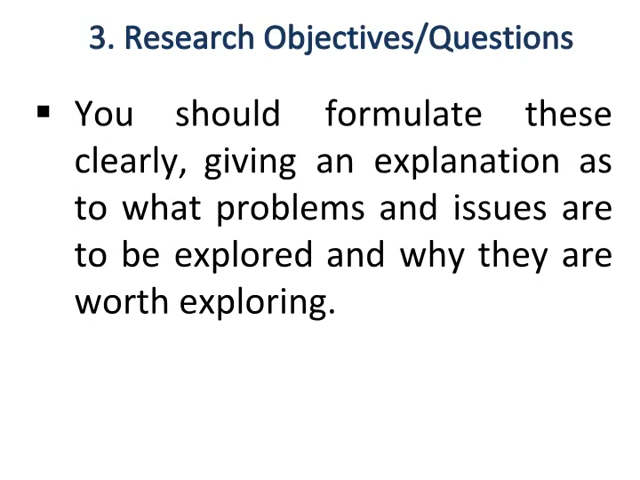 3. Research Objectives/Questions
▪ You should formulate these
clearly, giving an explanation as
to what problems and issues are
to be explored and why they are
worth exploring.